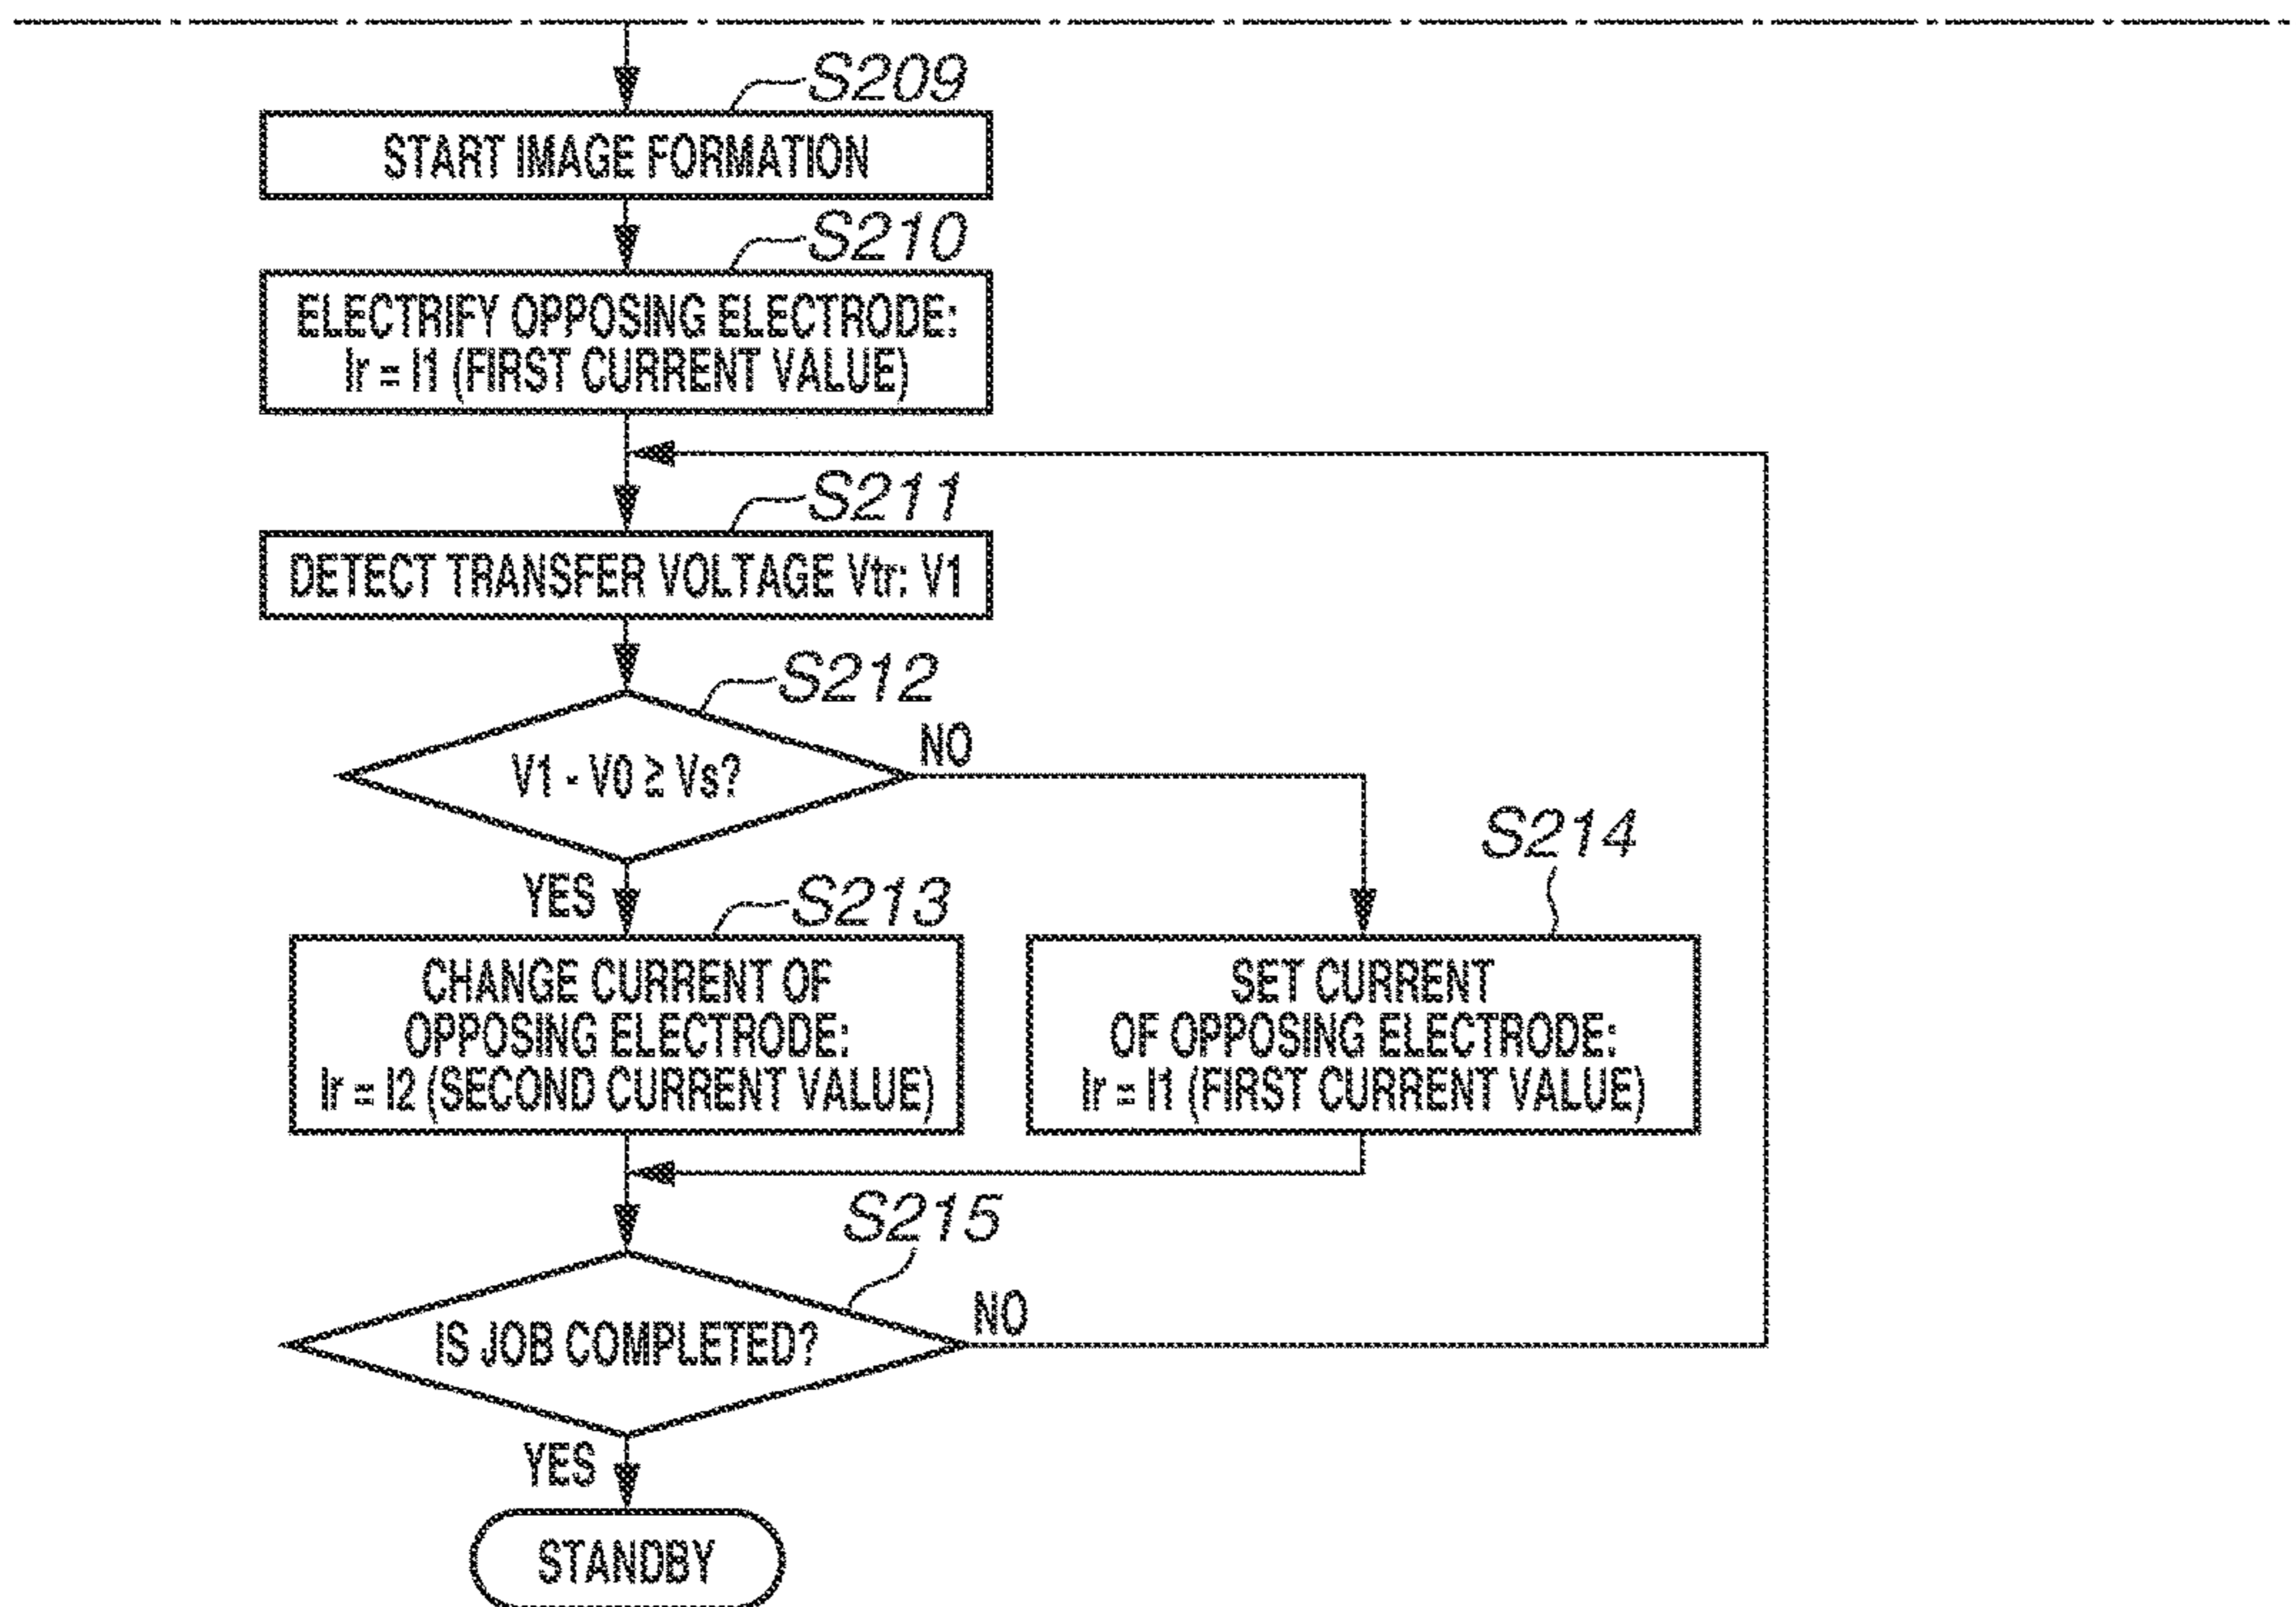 S209
START IMAGE FORMATION
S210
ELECTRIFY OPPOSING ELECTRODE:
Ir = I1 (FIRST CURRENT VALUE)
S211
DETECT TRANSFER VOLTAGE Vtr: V1
S212
V1 - V0 ≥ Vs?
NO
YES
S213
CHANGE CURRENT OF
OPPOSING ELECTRODE:
Ir = I2 (SECOND CURRENT VALUE)
S214
SET CURRENT
OF OPPOSING ELECTRODE:
Ir = I1 (FIRST CURRENT VALUE)
S215
IS JOB COMPLETED?
NO
YES
STANDBY